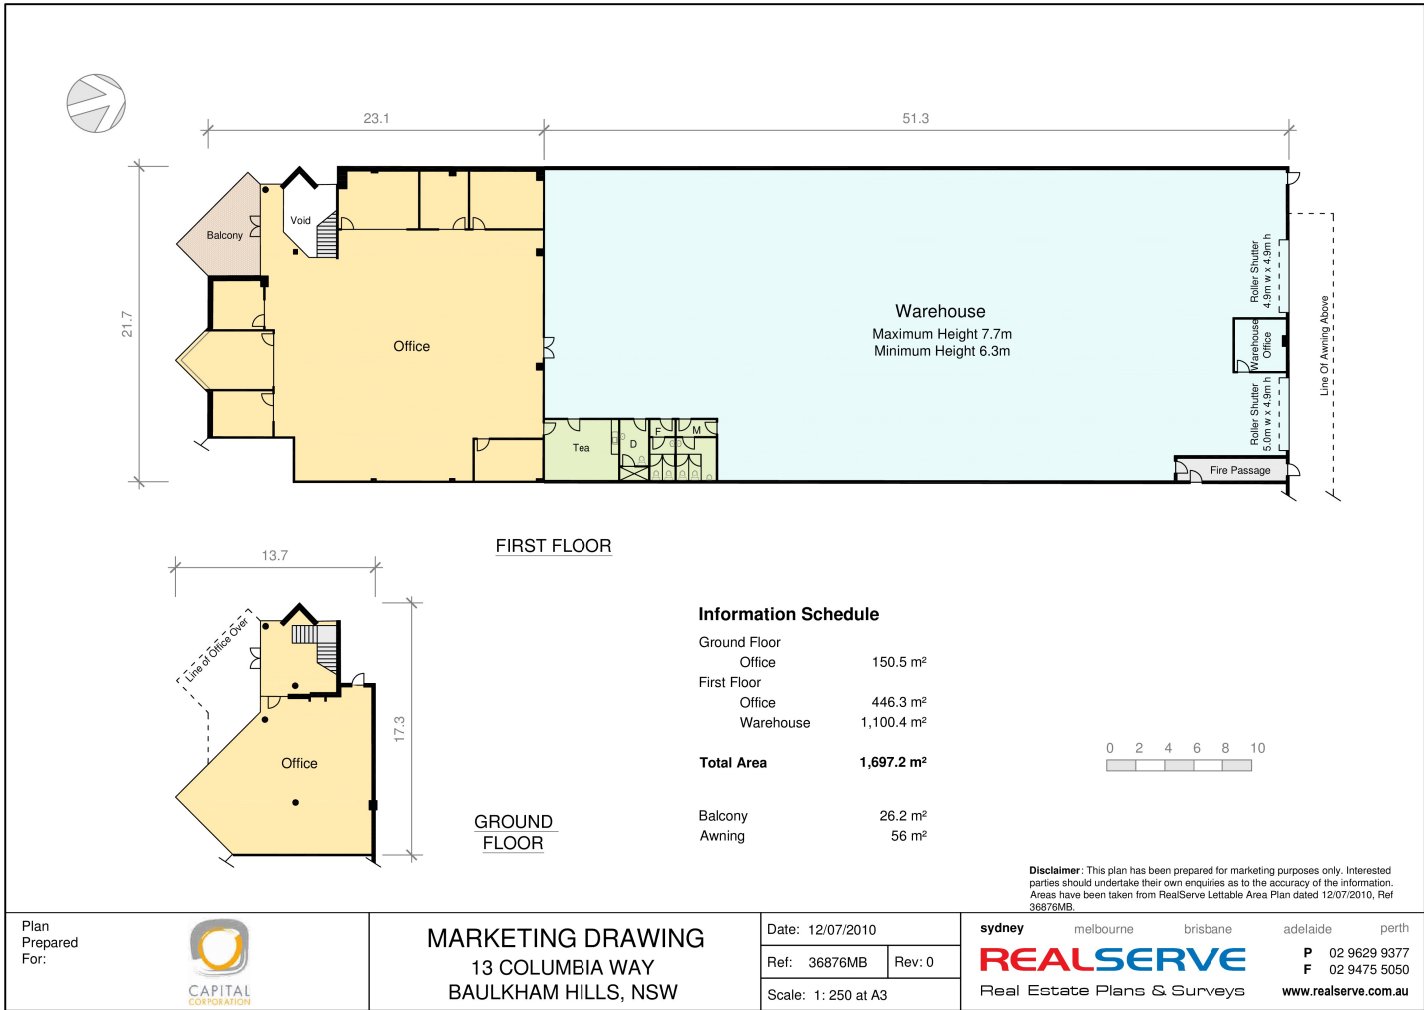 23.1
51.3
21.7
Balcony
Void
Office
Warehouse
Maximum Height 7.7m
Minimum Height 6.3m
Roller Shutter
4.9m w x 4.9m h
Warehouse
Office
Roller Shutter
5.0m w x 4.9m h
Line Of Awning Above
Tea
D
F
M
Fire Passage
FIRST FLOOR
13.7
17.3
Line of Office Over
Office
GROUND
FLOOR
Information Schedule
Ground Floor
Office 150.5 m²
First Floor
Office 446.3 m²
Warehouse 1,100.4 m²
Total Area 1,697.2 m²
Balcony 26.2 m²
Awning 56 m²
0 2 4 6 8 10
Disclaimer: This plan has been prepared for marketing purposes only. Interested
parties should undertake their own enquiries as to the accuracy of the information.
Areas have been taken from RealServe Lettable Area Plan dated 12/07/2010, Ref
36876MB.
Plan
Prepared
For:
CAPITAL
CORPORATION
MARKETING DRAWING
13 COLUMBIA WAY
BAULKHAM HILLS, NSW
Date: 12/07/2010
Ref: 36876MB Rev: 0
Scale: 1: 250 at A3
sydney melbourne brisbane adelaide perth
REALSERVE
Real Estate Plans & Surveys
P 02 9629 9377
F 02 9475 5050
www.realserve.com.au